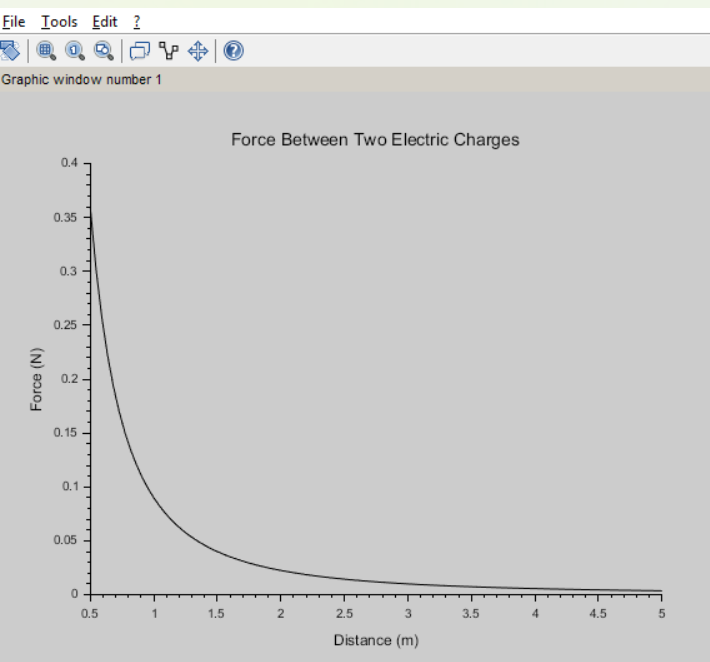 File Tools Edit ?
Graphic window number 1
Force Between Two Electric Charges
0.4
0.35
0.3
0.25
0.2
0.15
0.1
0.05
0
Force (N)
0.5 1 1.5 2 2.5 3 3.5 4 4.5 5
Distance (m)